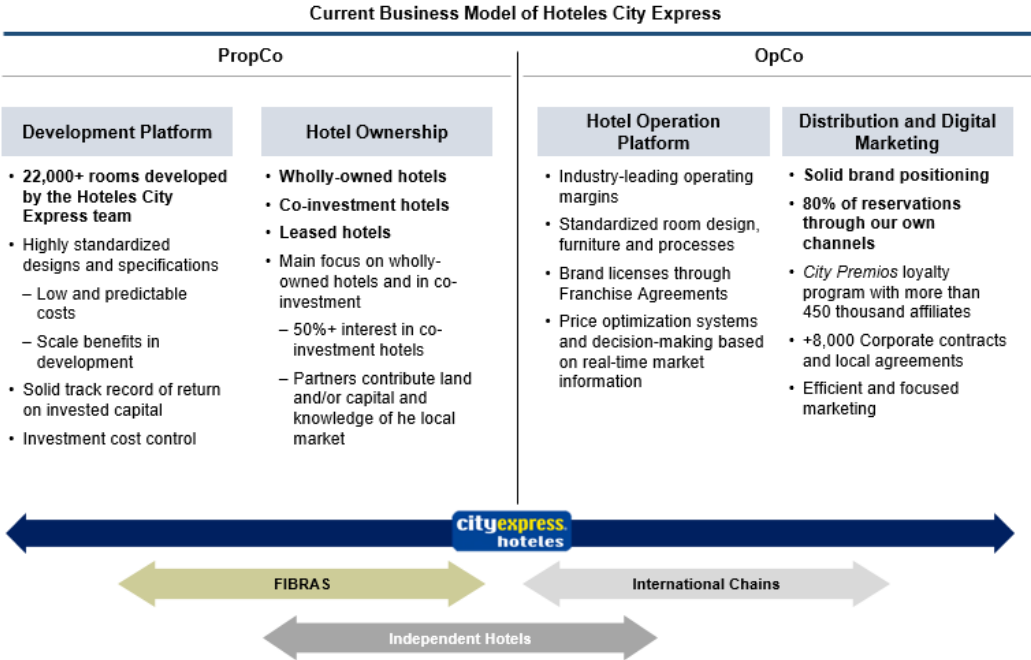 Current Business Model of Hoteles City Express
PropCo
OpCo
Development Platform
• 22,000+ rooms developed
by the Hoteles City
Express team
• Highly standardized
designs and specifications
– Low and predictable
costs
– Scale benefits in
development
• Solid track record of return
on invested capital
• Investment cost control
Hotel Ownership
• Wholly-owned hotels
• Co-investment hotels
• Leased hotels
• Main focus on wholly-
owned hotels and in co-
investment
– 50%+ interest in co-
investment hotels
– Partners contribute land
and/or capital and
knowledge of he local
market
Hotel Operation
Platform
• Industry-leading operating
margins
• Standardized room design,
furniture and processes
• Brand licenses through
Franchise Agreements
• Price optimization systems
and decision-making based
on real-time market
information
Distribution and Digital
Marketing
• Solid brand positioning
• 80% of reservations
through our own
channels
• City Premios loyalty
program with more than
450 thousand affiliates
• +8,000 Corporate contracts
and local agreements
• Efficient and focused
marketing
cityexpress.
hoteles
FIBRAS
International Chains
Independent Hotels